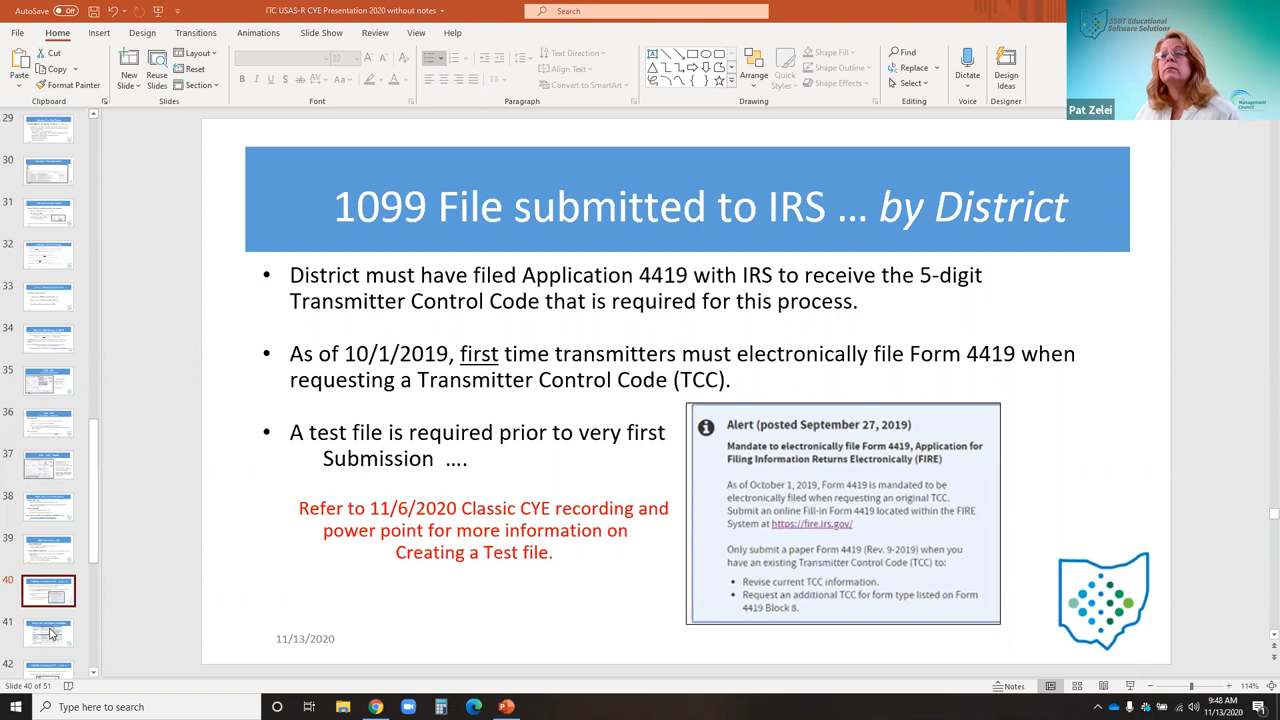 AutoSave Off
ITC USAS-R CYE Presentation 2020 without notes
Search
File Home Insert Design Transitions Animations Slide Show Review View Help
Paste
Cut
Copy
Format Painter
Clipboard
New Slide
Reuse Slides
Layout
Reset
Section
Slides
22
B I U S ab AV Aa
Font
Text Direction
Align Text
Convert to SmartArt
Paragraph
Arrange
Quick Styles
Shape Fill
Shape Outline
Shape Effects
Drawing
Find
Replace
Select
Editing
Dictate
Voice
Design Ideas
Designer
SSDT Educational
Software Solutions
Management
Council
Pat Zelei
29
30
31
32
33
34
35
36
37
38
39
40
41
42
1099 File submitted to IRS ... by District
• District must have filed Application 4419 with IRS to receive the 5-digit
Transmitter Control Code that is required for this process.
• As of 10/1/2019, first time transmitters must electronically file Form 4419 when
requesting a Transmitter Control Code (TCC).
• A test file is required prior to very first
Submission ....
Refer to 11/6/2020 Classic CYE recording and
power point for more information on
Creating a Test file.
Alert (posted September 27, 2019)
Mandate to electronically file Form 4419, Application for
Filing Information Returns Electronically (FIRE)
As of October 1, 2019, Form 4419 is mandated to be
electronically filed when requesting an original TCC.
Submit an online Fill-in Form 4419 located within the FIRE
System at https://fire.irs.gov/
Only submit a paper Form 4419 (Rev. 9-2019) when you
have an existing Transmitter Control Code (TCC) to:
• Revise current TCC information.
• Request an additional TCC for form type listed on Form
4419 Block 8.
11/13/2020
Slide 40 of 51
Notes
114%
Type here to search
9:48 AM
11/13/2020